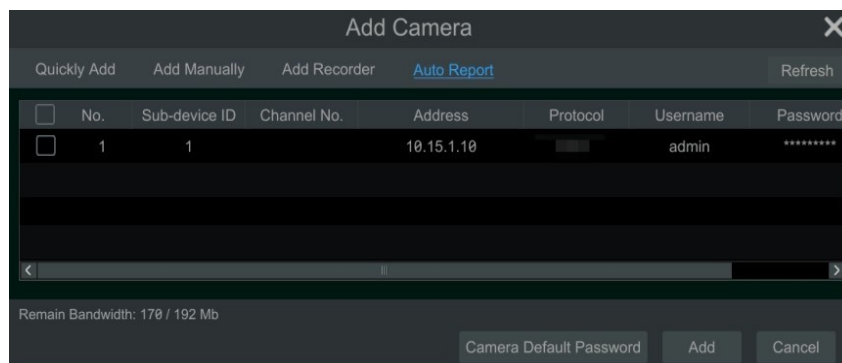 Add Camera
Quickly Add Add Manually Add Recorder Auto Report Refresh
No. Sub-device ID Channel No. Address Protocol Username Password
1 1 10.15.1.10 admin *********
Remain Bandwidth: 170 / 192 Mb
Camera Default Password Add Cancel